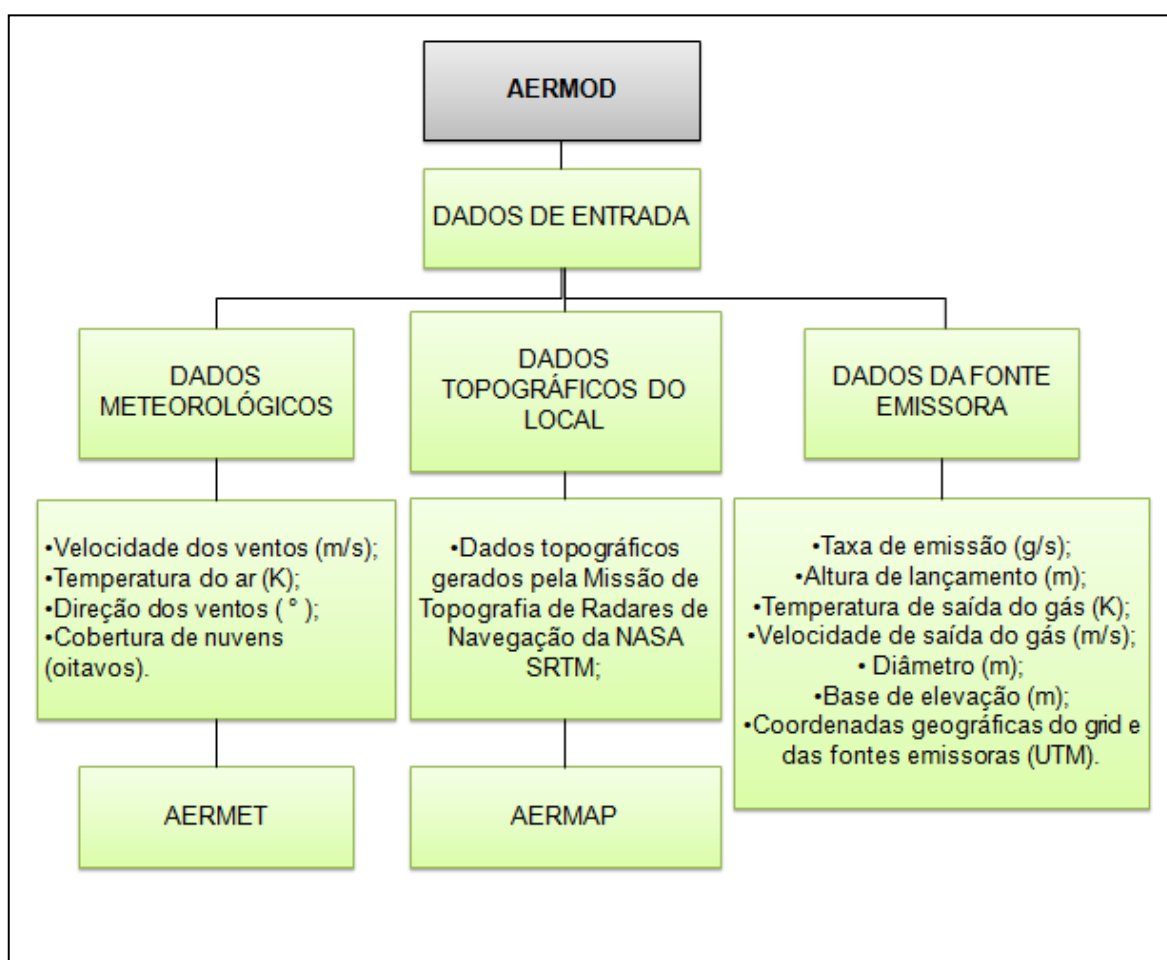 AERMOD
DADOS DE ENTRADA
DADOS
METEOROLÓGICOS
DADOS
TOPOGRÁFICOS DO
LOCAL
DADOS DA FONTE
EMISSORA
•Velocidade dos ventos (m/s);
•Temperatura do ar (K);
•Direção dos ventos ( ° );
•Cobertura de nuvens
(oitavos).
•Dados topográficos
gerados pela Missão de
Topografia de Radares de
Navegação da NASA
SRTM;
•Taxa de emissão (g/s);
•Altura de lançamento (m);
•Temperatura de saída do gás (K);
•Velocidade de saída do gás (m/s);
• Diâmetro (m);
•Base de elevação (m);
•Coordenadas geográficas do grid e
das fontes emissoras (UTM).
AERMET
AERMAP